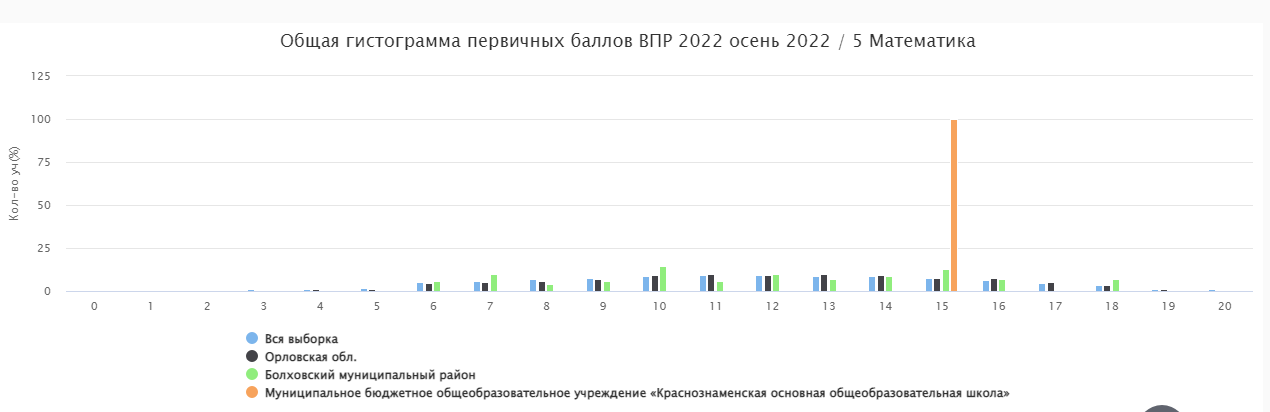 Общая гистограмма первичных баллов ВПР 2022 осень 2022 / 5 Математика
Кол-во уч(%)
125
100
75
50
25
0
0 1 2 3 4 5 6 7 8 9 10 11 12 13 14 15 16 17 18 19 20
Вся выборка
Орловская обл.
Болховский муниципальный район
Муниципальное бюджетное общеобразовательное учреждение «Краснознаменская основная общеобразовательная школа»